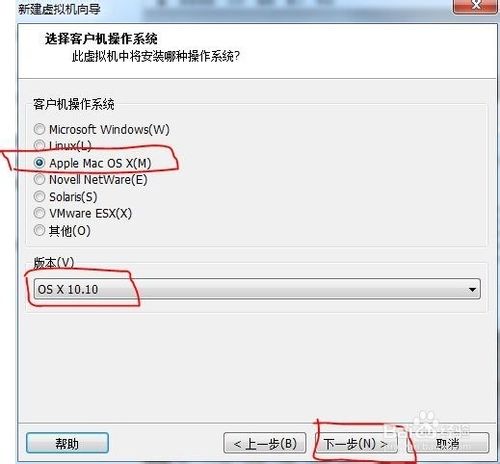 新建虚拟机向导
选择客户机操作系统
此虚拟机中将安装哪种操作系统?
客户机操作系统
Microsoft Windows(W)
Linux(L)
Apple Mac OS X(M)
Novell NetWare(E)
Solaris(S)
VMware ESX(X)
其他(O)
版本(V)
OS X 10.10
帮助
< 上一步(B)
下一步(N) >
取消
Baidu 经验